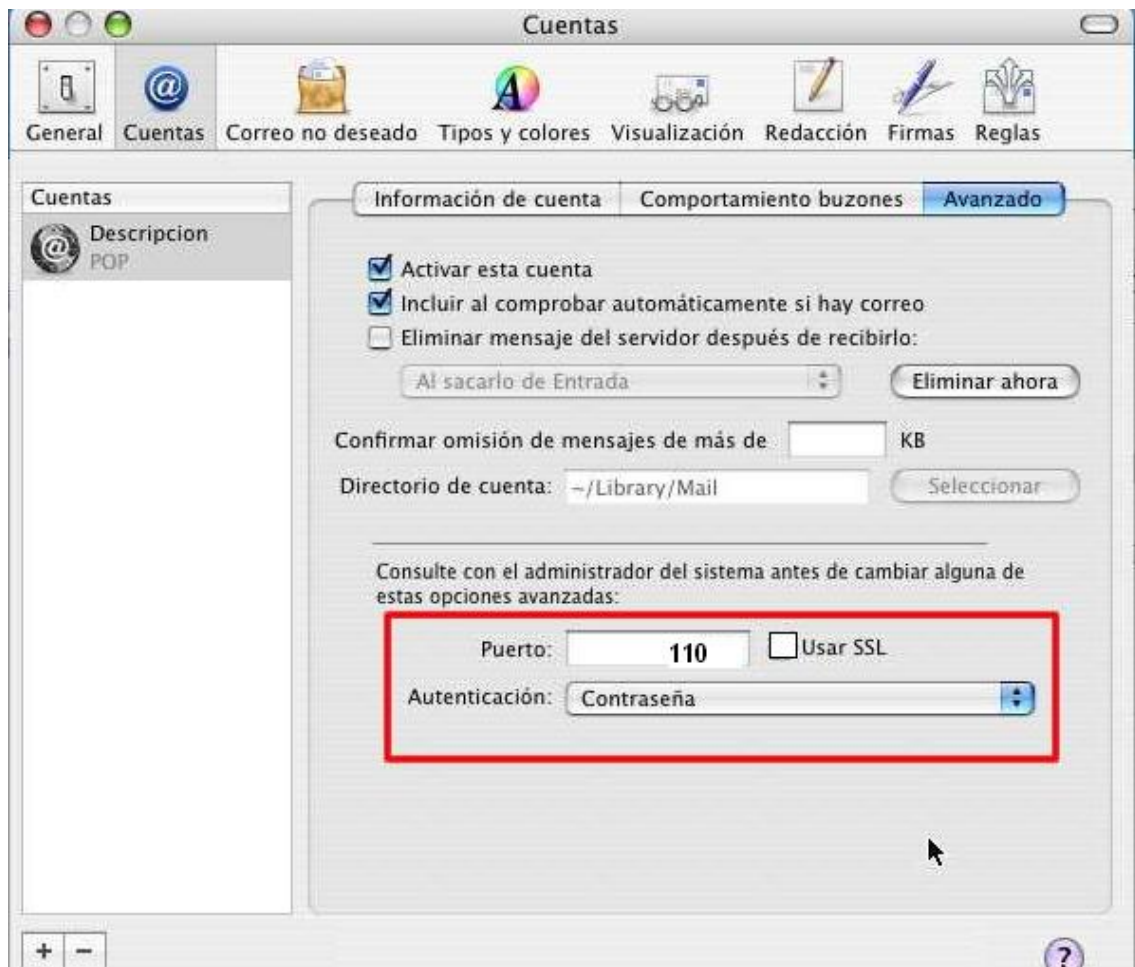 Cuentas
General Cuentas Correo no deseado Tipos y colores Visualización Redacción Firmas Reglas
Cuentas
Descripcion
POP
Información de cuenta Comportamiento buzones Avanzado
Activar esta cuenta
Incluir al comprobar automáticamente si hay correo
Eliminar mensaje del servidor después de recibirlo:
Al sacarlo de Entrada Eliminar ahora
Confirmar omisión de mensajes de más de KB
Directorio de cuenta: ~/Library/Mail Seleccionar
Consulte con el administrador del sistema antes de cambiar alguna de
estas opciones avanzadas:
Puerto: 110 Usar SSL
Autenticación: Contraseña
+ − ?